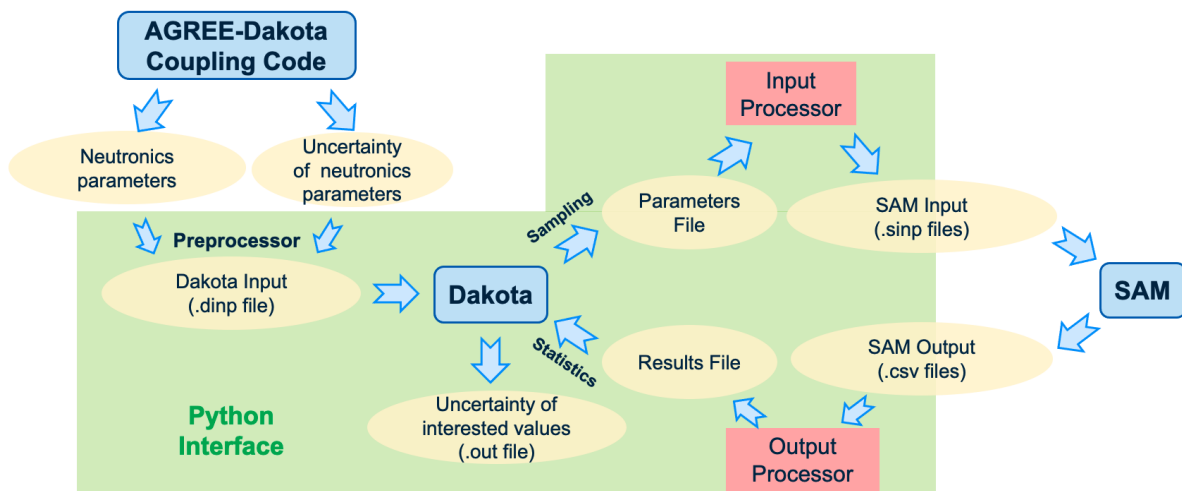 AGREE-Dakota
Coupling Code
Neutronics
parameters
Uncertainty
of neutronics
parameters
Preprocessor
Dakota Input
(.dinp file)
Dakota
Sampling
Parameters
File
Input
Processor
SAM Input
(.sinp files)
SAM
SAM Output
(.csv files)
Output
Processor
Results File
Statistics
Uncertainty of
interested values
(.out file)
Python
Interface